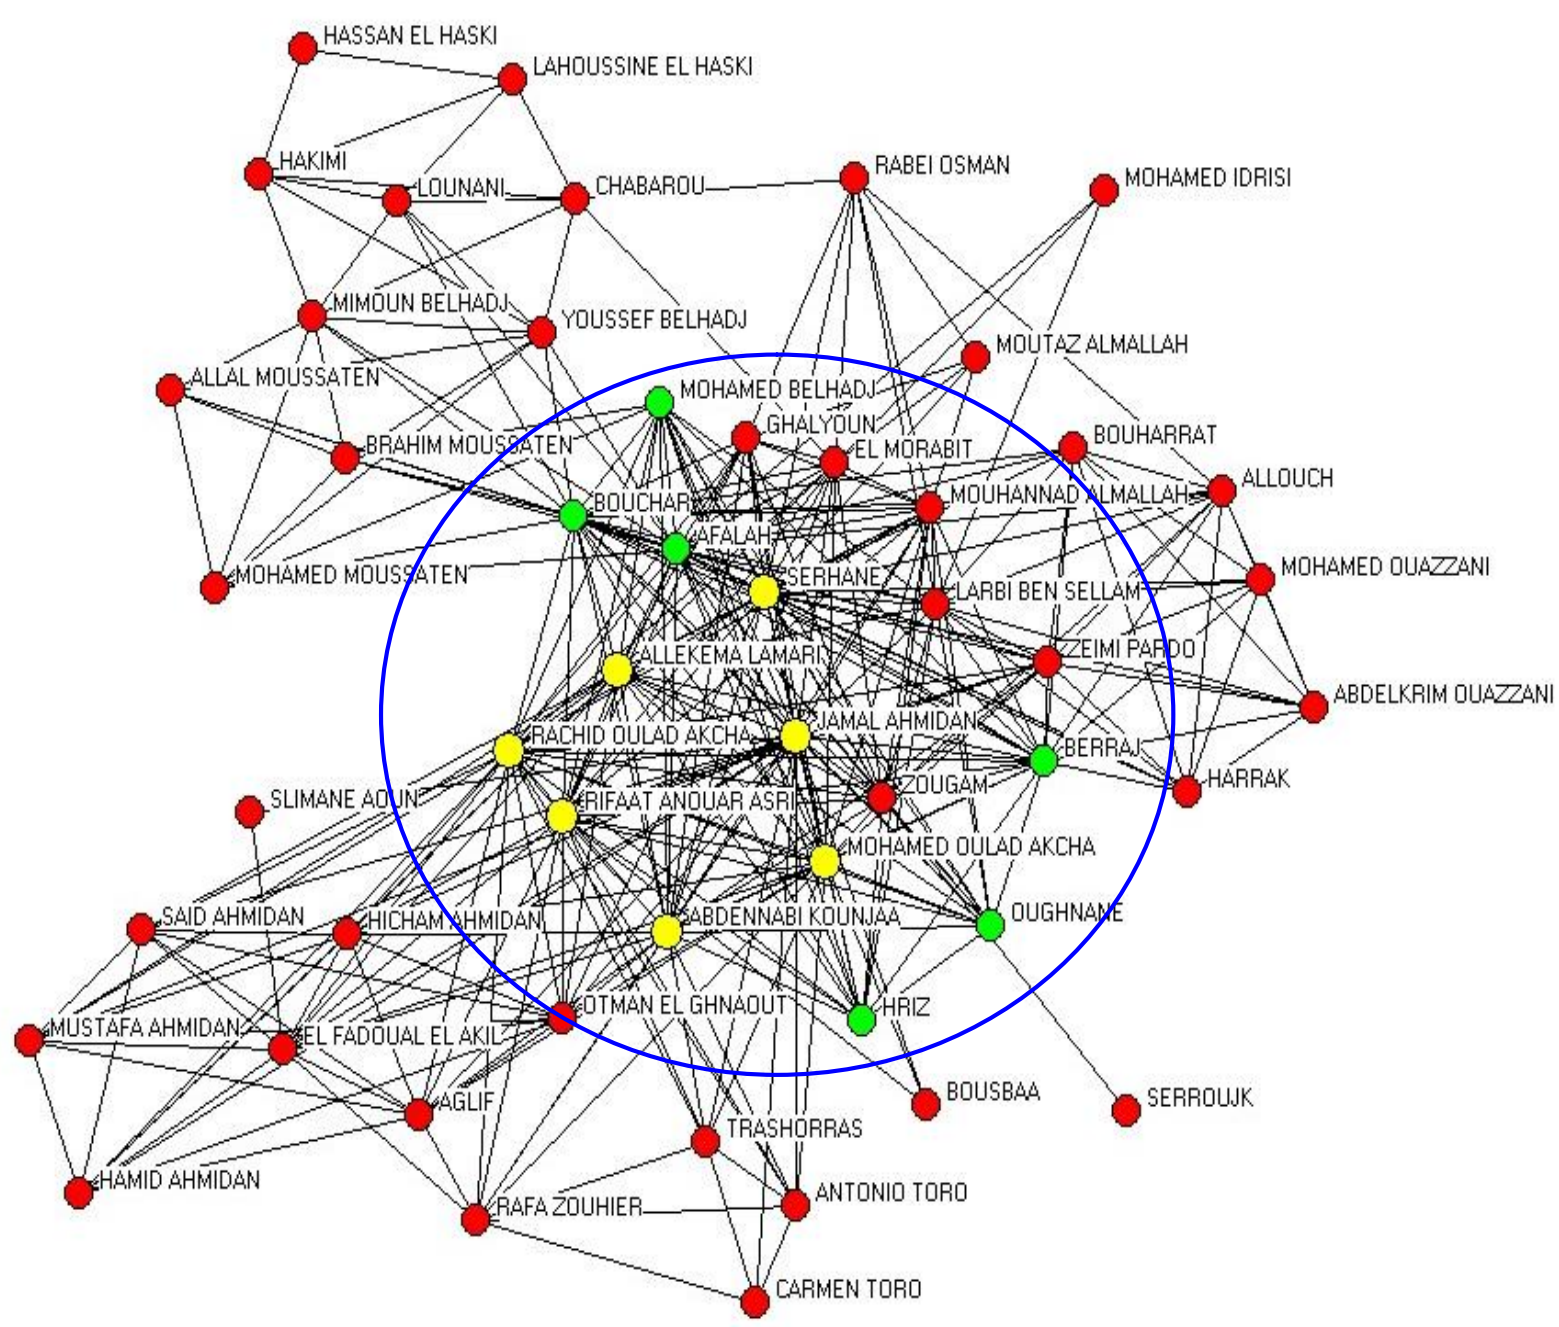 HASSAN EL HASKI
LAHOUSSINE EL HASKI
HAKIMI
LOUNANI
CHABAROU
RABEI OSMAN
MOHAMED IDRISI
MIMOUN BELHADJ
YOUSSEF BELHADJ
MOUTAZ ALMALLAH
ALLAL MOUSSATEN
MOHAMED BELHADJ
GHALYOUN
BRAHIM MOUSSATEN
EL MORABIT
BOUHARRAT
BOUCHAR
MOUHANNAD ALMALLAH
ALLOUCH
AFALAH
MOHAMED MOUSSATEN
SERHANE
LARBI BEN SELLAM
MOHAMED OUAZZANI
ALLEKEMA LAMARI
ZEIMI PARDO
ABDELKRIM OUAZZANI
RACHID OULAD AKCHA
JAMAL AHMIDAN
BERRAJ
SLIMANE AOUN
RIFAAT ANOUAR ASRI
ZOUGAM
HARRAK
MOHAMED OULAD AKCHA
SAID AHMIDAN
HICHAM AHMIDAN
ABDENNABI KOUNJAA
OUGHNANE
MUSTAFA AHMIDAN
EL FADOUAL EL AKIL
OTMAN EL GHNAOUT
HRIZ
AGLIF
BOUSBAA
SERROUJK
TRASHORRAS
HAMID AHMIDAN
RAFA ZOUHIER
ANTONIO TORO
CARMEN TORO